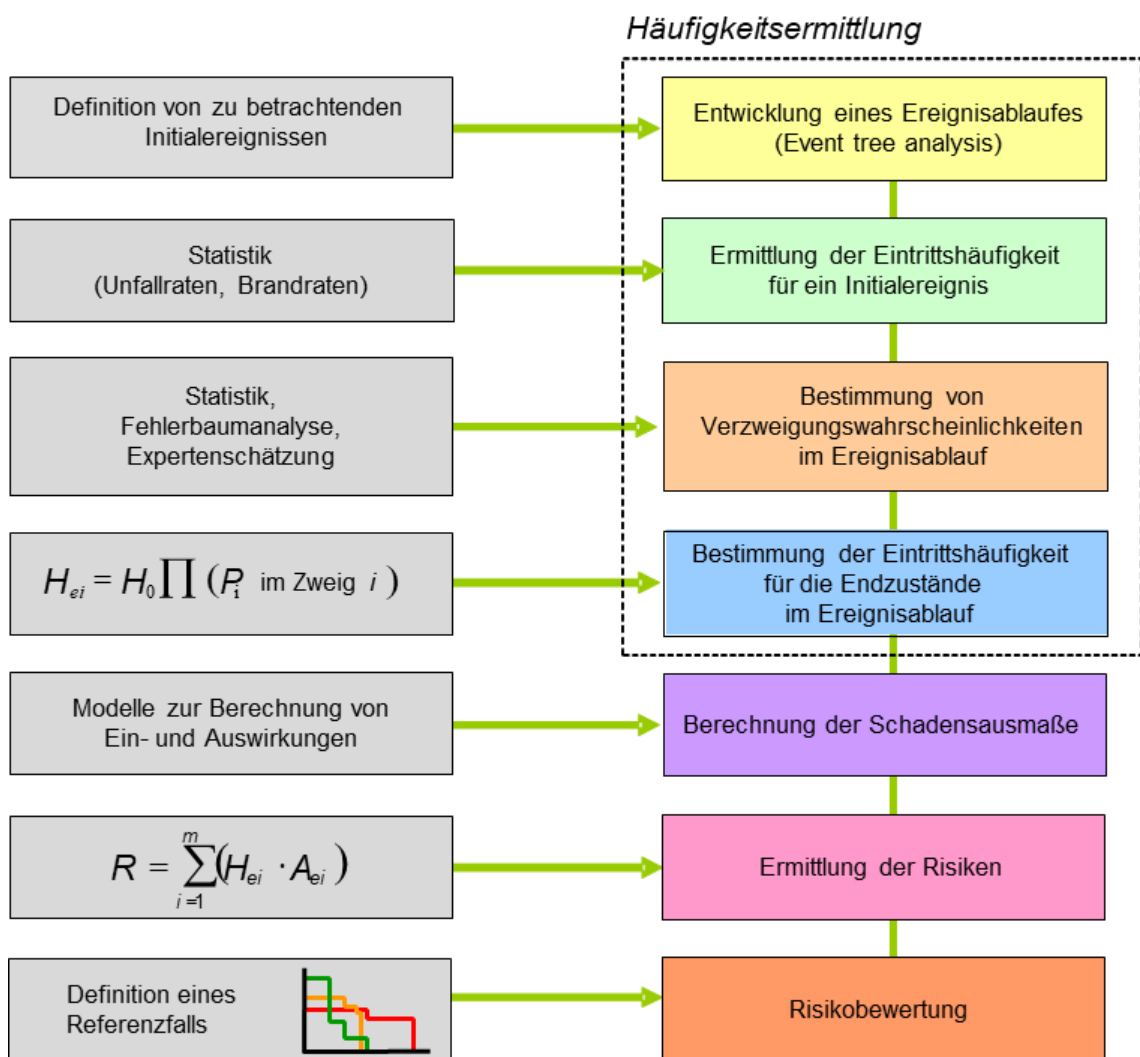 Häufigkeitsermittlung
Definition von zu betrachtenden
Initialereignissen
Entwicklung eines Ereignisablaufes
(Event tree analysis)
Statistik
(Unfallraten, Brandraten)
Ermittlung der Eintrittshäufigkeit
für ein Initialereignis
Statistik,
Fehlerbaumanalyse,
Expertenschätzung
Bestimmung von
Verzweigungswahrscheinlichkeiten
im Ereignisablauf
H_ei = H_0 ∏ (P_i im Zweig i)
Bestimmung der Eintrittshäufigkeit
für die Endzustände
im Ereignisablauf
Modelle zur Berechnung von
Ein- und Auswirkungen
Berechnung der Schadensausmaße
R = ∑_{i=1}^{m} (H_ei · A_ei)
Ermittlung der Risiken
Definition eines
Referenzfalls
Risikobewertung